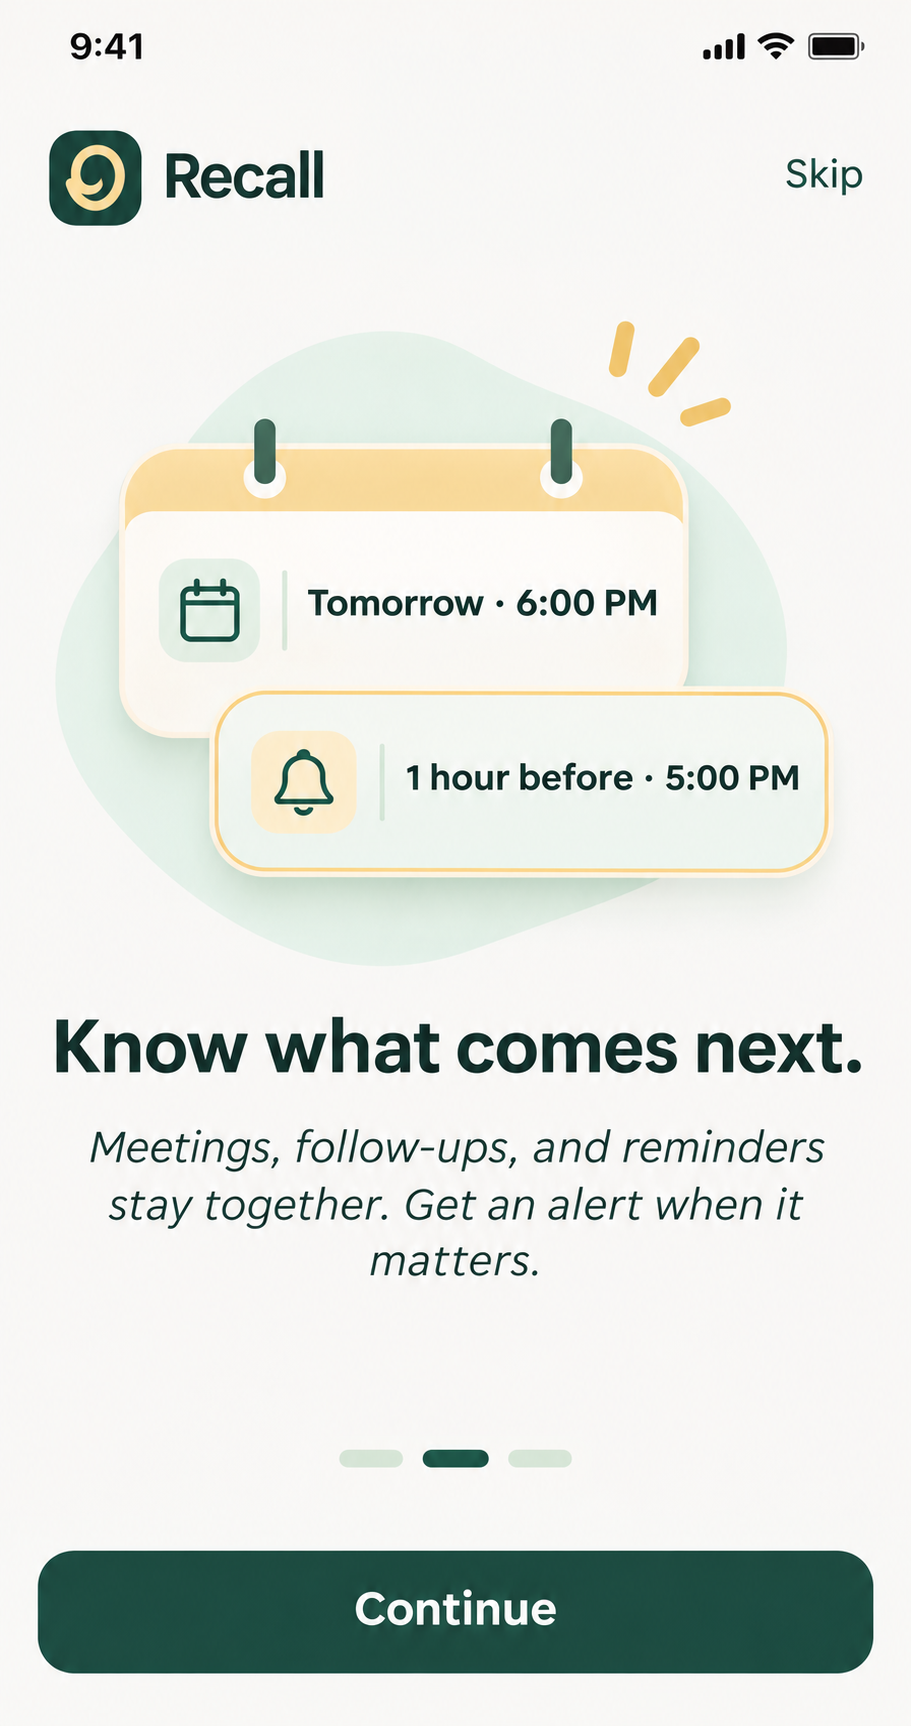 9:41
Recall
Skip
Tomorrow · 6:00 PM
1 hour before · 5:00 PM
Know what comes next.
Meetings, follow-ups, and reminders
stay together. Get an alert when it
matters.
Continue